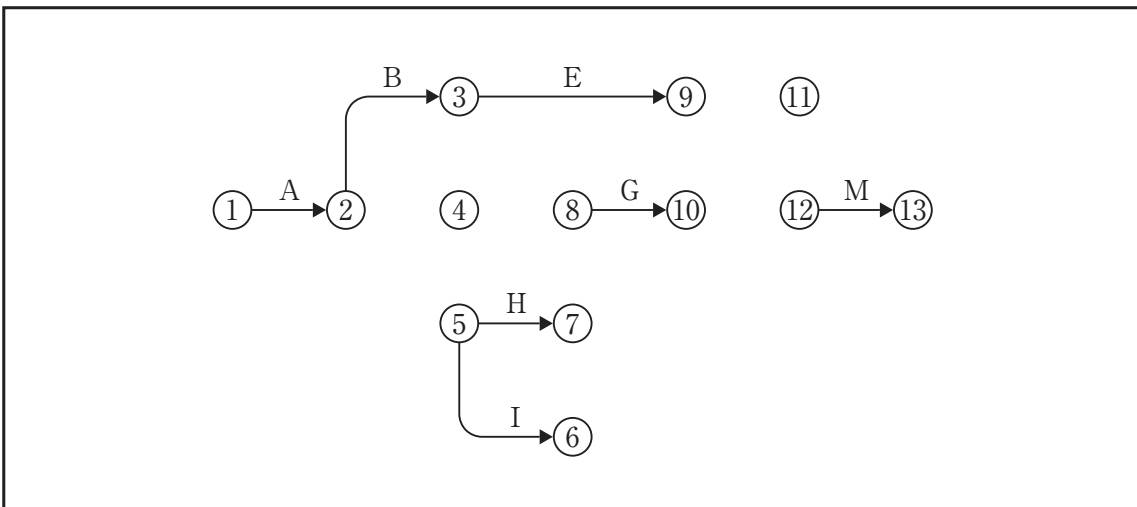 B E
③ ⑨ ⑪
A G M
① ② ④ ⑧ ⑩ ⑫ ⑬
H
⑤ ⑦
I
⑥